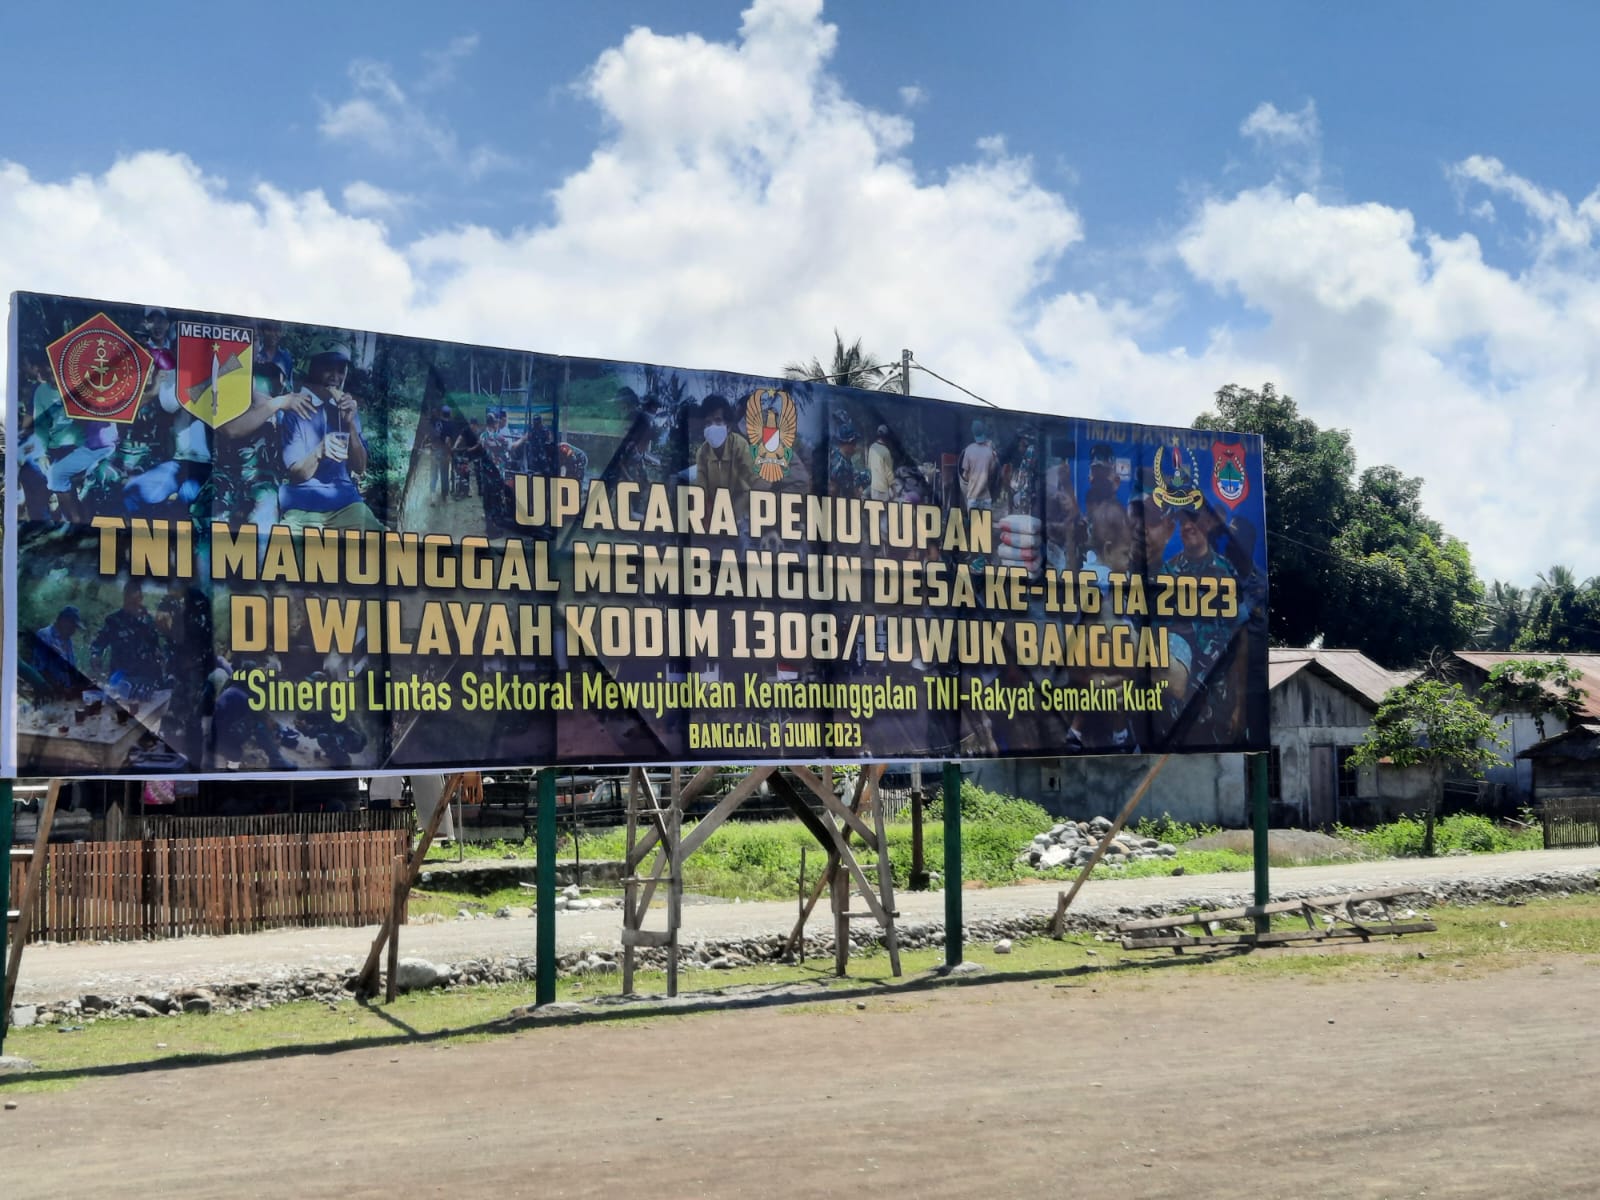 MERDEKA
UPACARA PENUTUPAN
TNI MANUNGGAL MEMBANGUN DESA KE-116 TA 2023
DI WILAYAH KODIM 1308/LUWUK BANGGAI
"Sinergi Lintas Sektoral Mewujudkan Kemanunggalan TNI-Rakyat Semakin Kuat"
BANGGAI, 8 JUNI 2023